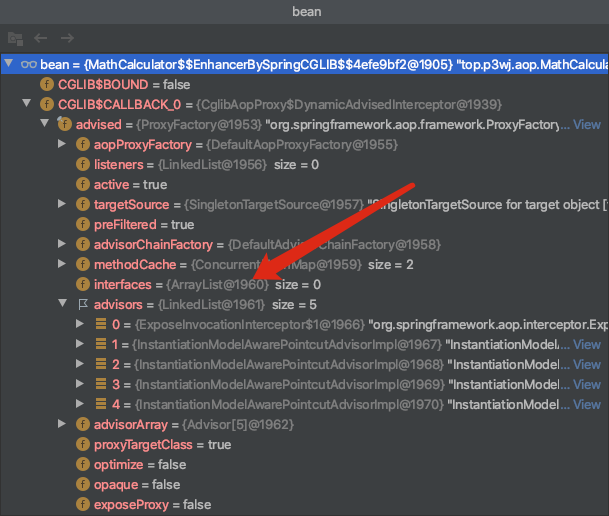 bean
bean = {MathCalculator$$EnhancerBySpringCGLIB$$4efe9bf2@1905} "top.p3wj.aop.MathCalcula
CGLIB$BOUND = false
CGLIB$CALLBACK_0 = {CglibAopProxy$DynamicAdvisedInterceptor@1939}
advised = {ProxyFactory@1953} "org.springframework.aop.framework.ProxyFactory... View
aopProxyFactory = {DefaultAopProxyFactory@1955}
listeners = {LinkedList@1956} size = 0
active = true
targetSource = {SingletonTargetSource@1957} "SingletonTargetSource for target object [
preFiltered = true
advisorChainFactory = {DefaultAdvisorChainFactory@1958}
methodCache = {ConcurrentHashMap@1959} size = 2
interfaces = {ArrayList@1960} size = 0
advisors = {LinkedList@1961} size = 5
0 = {ExposeInvocationInterceptor$1@1966} "org.springframework.aop.interceptor.Exp
1 = {InstantiationModelAwarePointcutAdvisorImpl@1967} "InstantiationModel... View
2 = {InstantiationModelAwarePointcutAdvisorImpl@1968} "InstantiationModel... View
3 = {InstantiationModelAwarePointcutAdvisorImpl@1969} "InstantiationModel... View
4 = {InstantiationModelAwarePointcutAdvisorImpl@1970} "InstantiationModel... View
advisorArray = {Advisor[5]@1962}
proxyTargetClass = true
optimize = false
opaque = false
exposeProxy = false